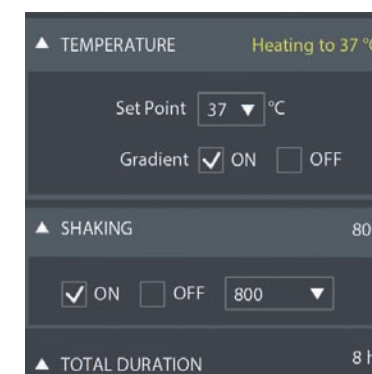 TEMPERATURE Heating to 37 °C
Set Point 37 °C
Gradient ON OFF
SHAKING 80
ON OFF 800
TOTAL DURATION 8 h